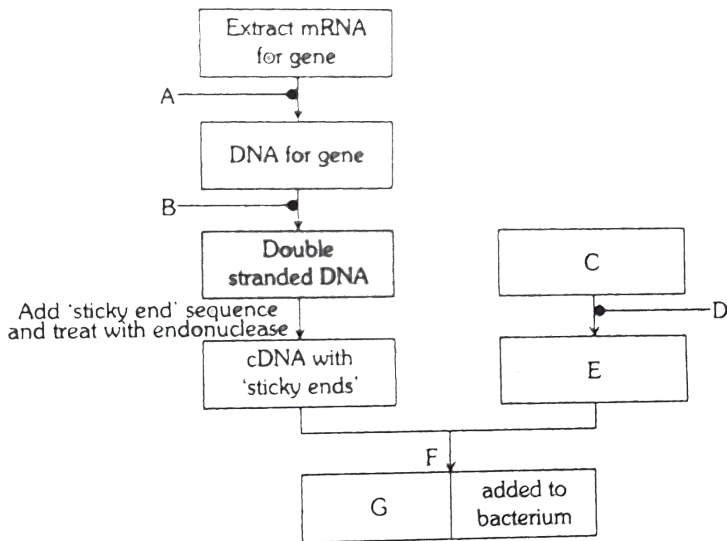 Extract mRNA
for gene
A
DNA for gene
B
Double
stranded DNA
C
Add 'sticky end' sequence
and treat with endonuclease
D
cDNA with
'sticky ends'
E
F
G
added to
bacterium